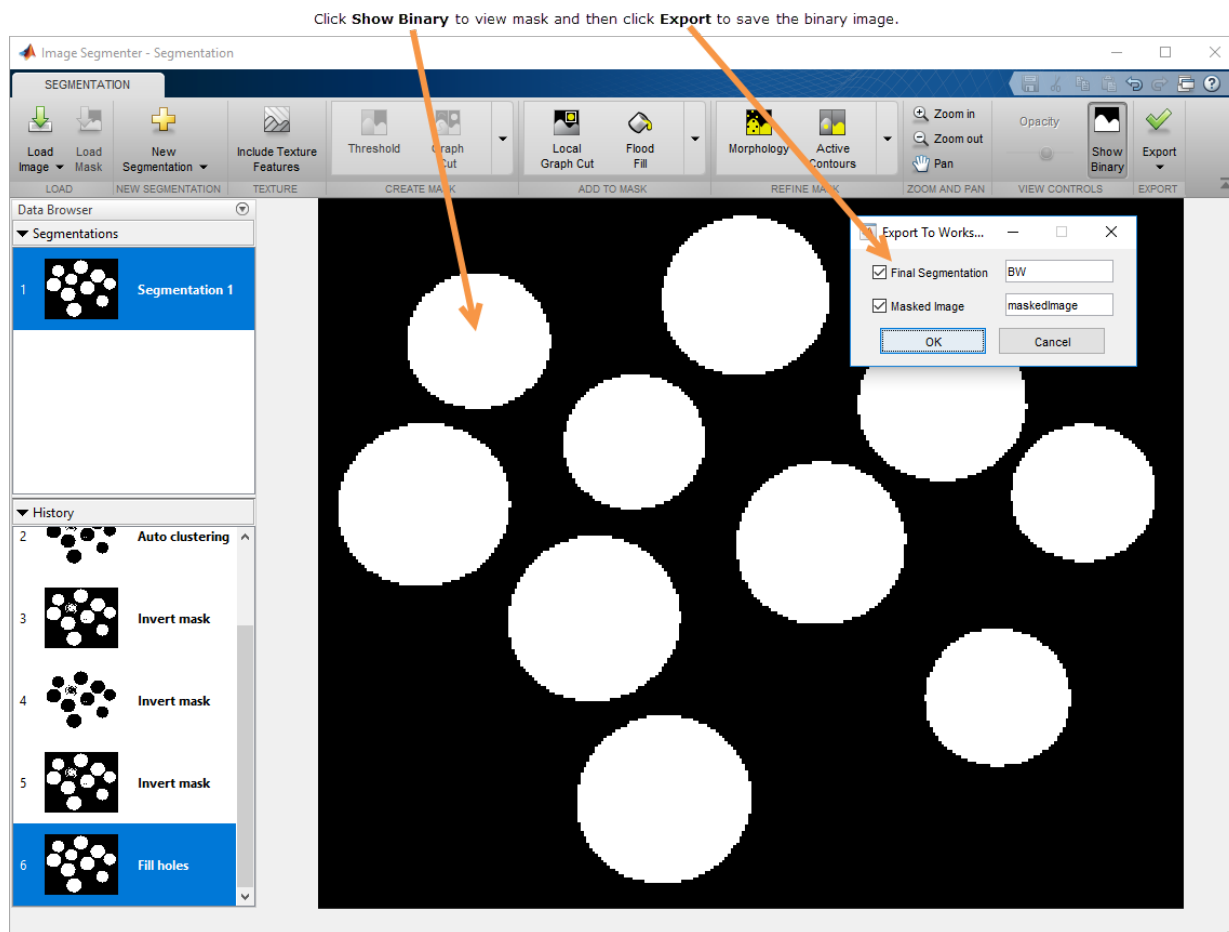 Click Show Binary to view mask and then click Export to save the binary image.
Image Segmenter - Segmentation
SEGMENTATION
Load Image
Load Mask
New Segmentation
Include Texture Features
Threshold
Graph Cut
Local Graph Cut
Flood Fill
Morphology
Active Contours
Zoom in
Zoom out
Pan
Opacity
Show Binary
Export
LOAD
NEW SEGMENTATION
TEXTURE
CREATE MASK
ADD TO MASK
REFINE MASK
ZOOM AND PAN
VIEW CONTROLS
EXPORT
Data Browser
Segmentations
1 Segmentation 1
History
2 Auto clustering
3 Invert mask
4 Invert mask
5 Invert mask
6 Fill holes
Export To Works...
Final Segmentation BW
Masked Image maskedImage
OK Cancel